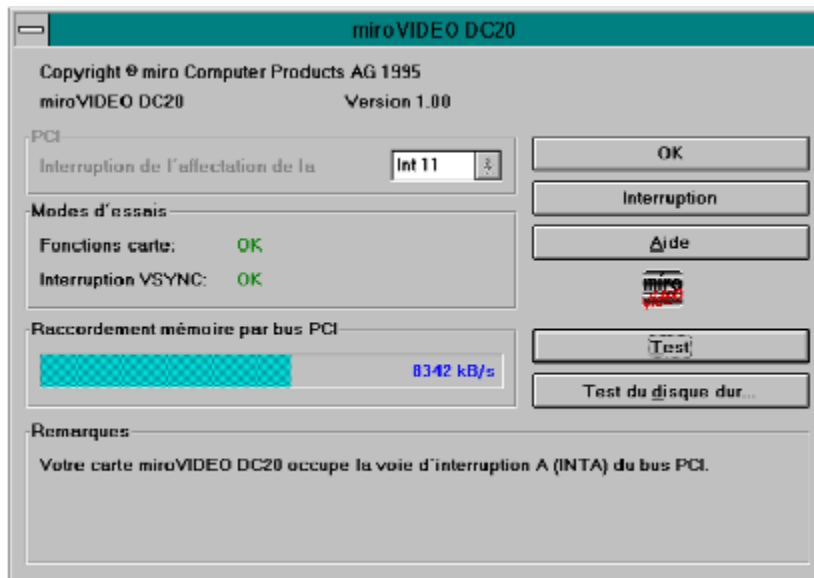 miroVIDEO DC20
Copyright © miro Computer Products AG 1995
miroVIDEO DC20 Version 1.00
PCI
Interruption de l'affectation de la Int 11
OK
Interruption
Modes d'essais
Fonctions carte: OK
Aide
Interruption VSYNC: OK
miro
video
Raccordement mémoire par bus PCI
8342 kB/s
Test
Test du disque dur...
Remarques
Votre carte miroVIDEO DC20 occupe la voie d'interruption A (INTA) du bus PCI.